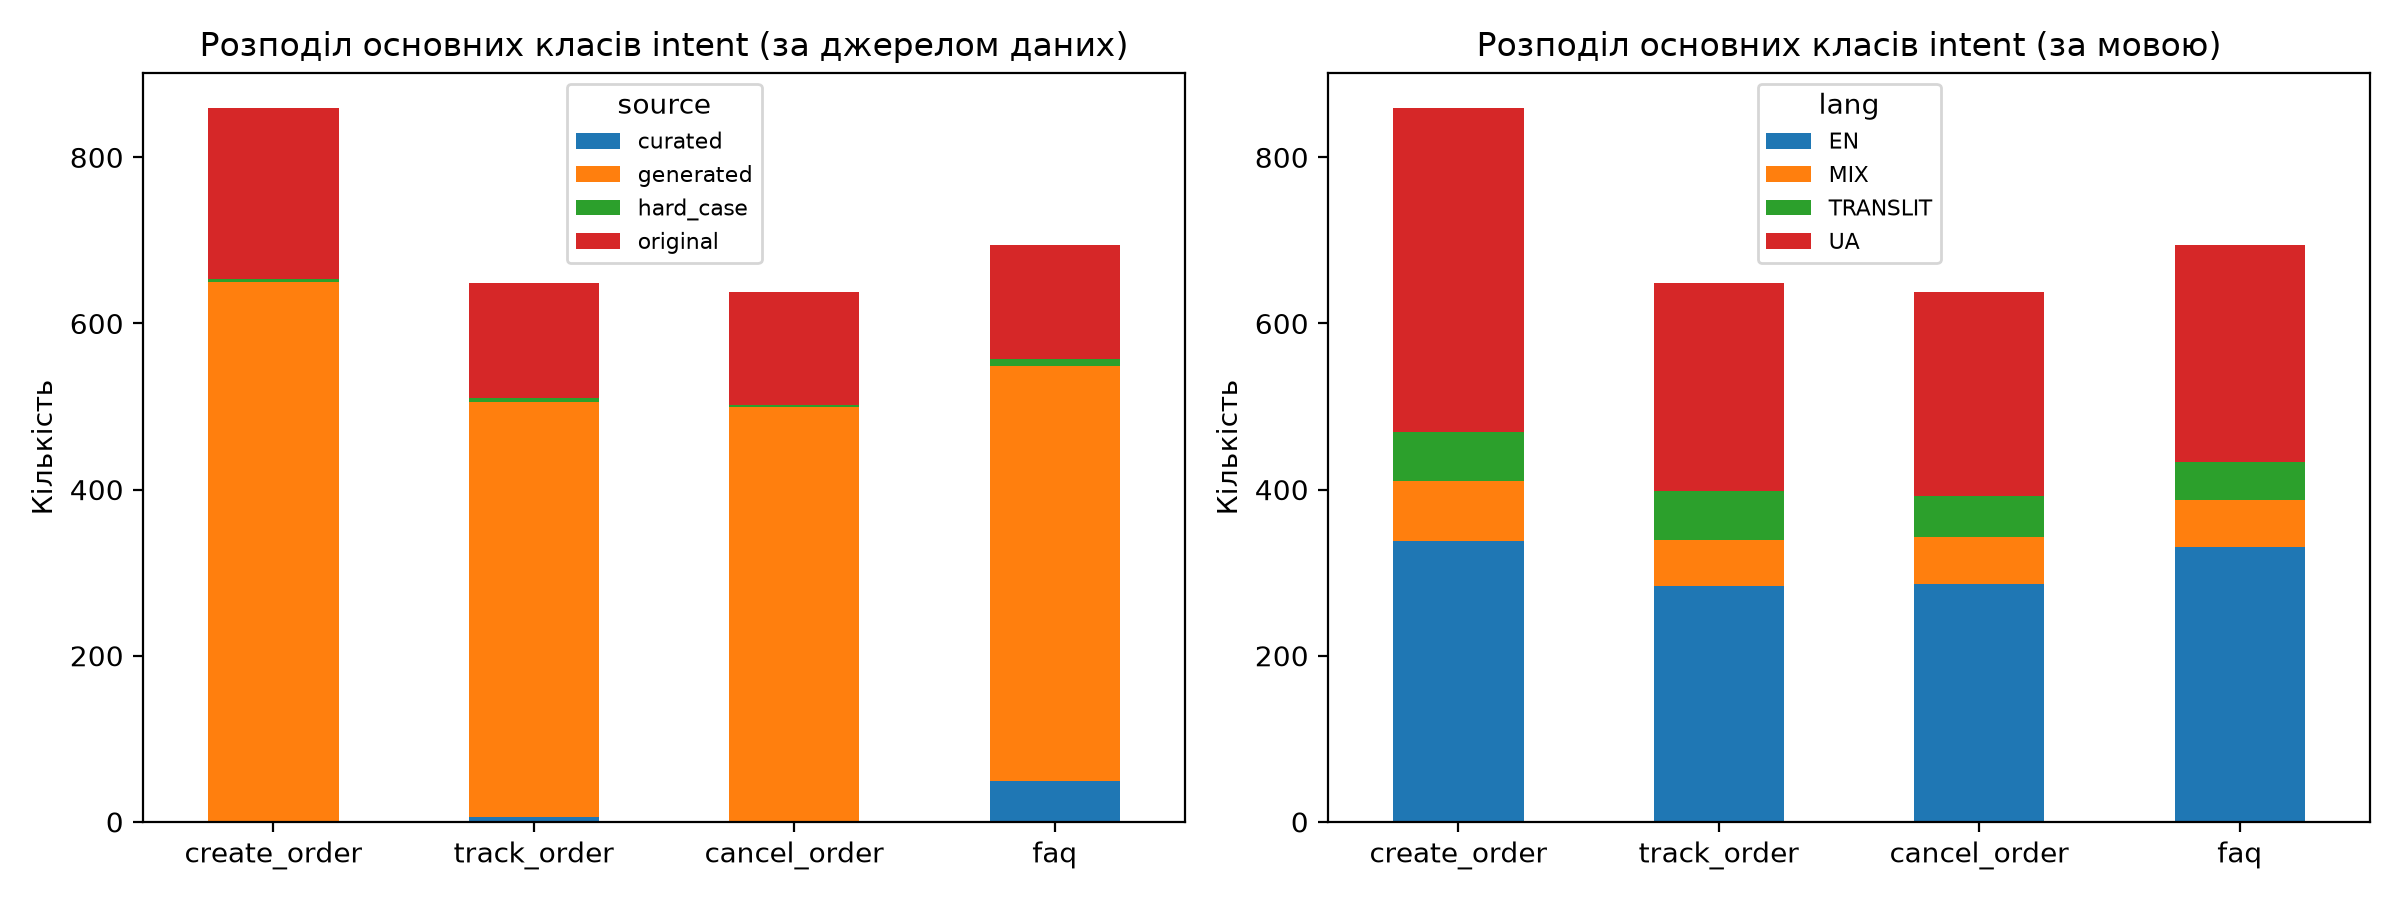 Розподіл основних класів intent (за джерелом даних)
Кількість
800
600
400
200
0
source
curated
generated
hard_case
original
create_order
track_order
cancel_order
faq
Розподіл основних класів intent (за мовою)
Кількість
800
600
400
200
0
lang
EN
MIX
TRANSLIT
UA
create_order
track_order
cancel_order
faq